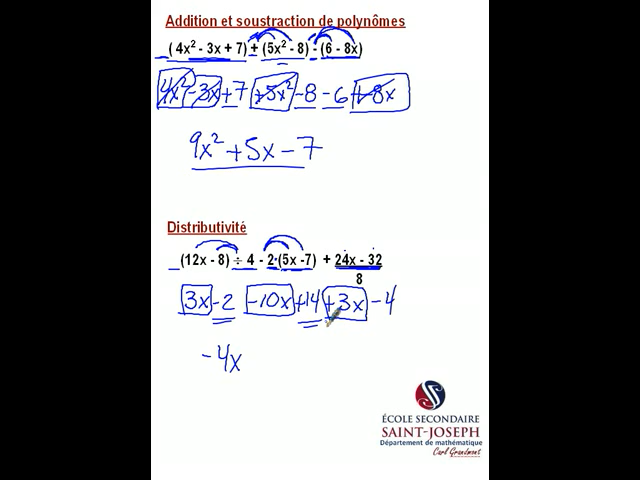 Addition et soustraction de polynômes
( 4x² - 3x + 7) + (5x² - 8) - (6 - 8x)
4x² - 3x + 7 + 5x² - 8 - 6 + 8x
9x² + 5x - 7
Distributivité
(12x - 8) ÷ 4 - 2•(5x -7) + 24x - 32
8
3x - 2 - 10x + 14 + 3x - 4
- 4x
ÉCOLE SECONDAIRE
SAINT-JOSEPH
Département de mathématique
Carl Grandmont